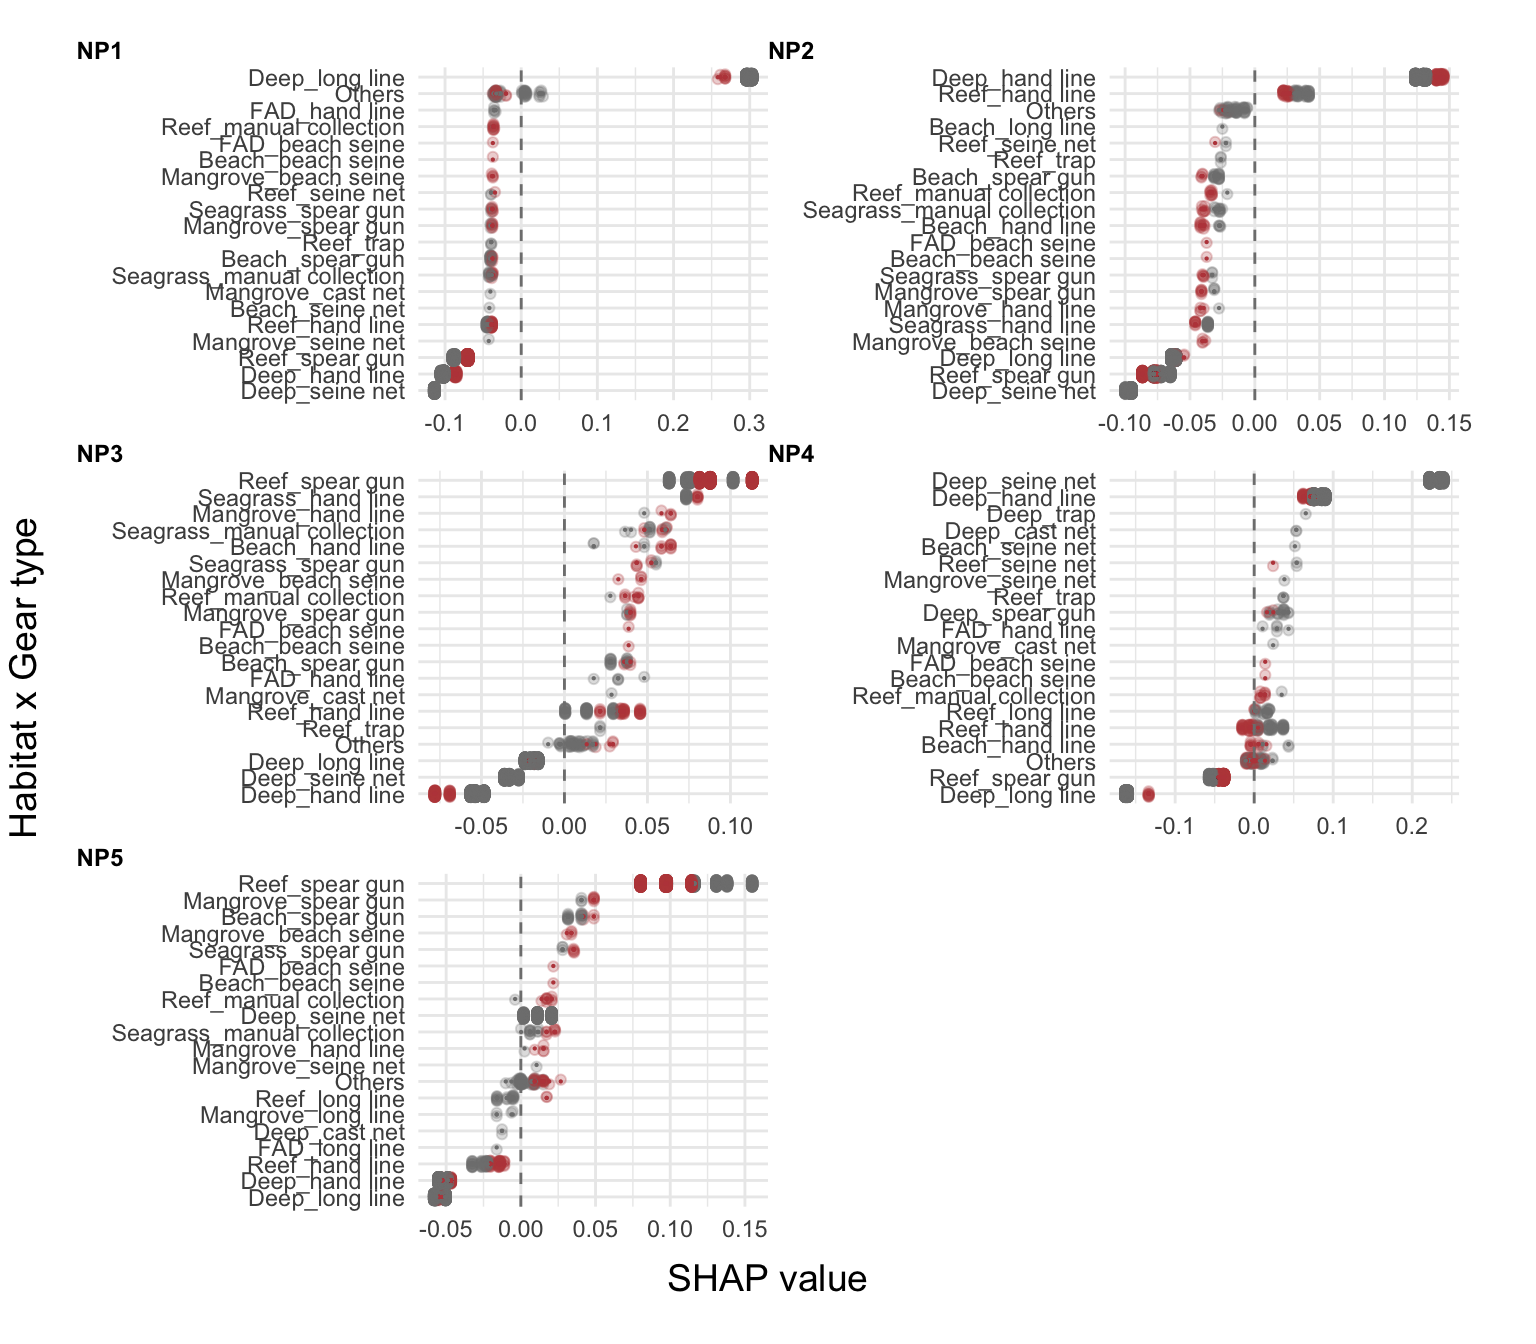 NP1
Deep_long line
Others
FAD_hand line
Reef_manual collection
FAD_beach seine
Beach_beach seine
Mangrove_beach seine
Reef_seine net
Seagrass_spear gun
Mangrove_spear gun
Reef_trap
Beach_spear gun
Seagrass_manual collection
Mangrove_cast net
Beach_seine net
Reef_hand line
Mangrove_seine net
Reef_spear gun
Deep_hand line
Deep_seine net
-0.1 0.0 0.1 0.2 0.3
NP2
Deep_hand line
Reef_hand line
Others
Beach_long line
Reef_seine net
Reef_trap
Beach_spear gun
Reef_manual collection
Seagrass_manual collection
Beach_hand line
FAD_beach seine
Beach_beach seine
Seagrass_spear gun
Mangrove_spear gun
Mangrove_hand line
Seagrass_hand line
Mangrove_beach seine
Deep_long line
Reef_spear gun
Deep_seine net
-0.10 -0.05 0.00 0.05 0.10 0.15
NP3
Reef_spear gun
Seagrass_hand line
Mangrove_hand line
Seagrass_manual collection
Beach_hand line
Seagrass_spear gun
Mangrove_beach seine
Reef_manual collection
Mangrove_spear gun
FAD_beach seine
Beach_beach seine
Beach_spear gun
FAD_hand line
Mangrove_cast net
Reef_hand line
Reef_trap
Others
Deep_long line
Deep_seine net
Deep_hand line
-0.05 0.00 0.05 0.10
NP4
Deep_seine net
Deep_hand line
Deep_trap
Deep_cast net
Beach_seine net
Reef_seine net
Mangrove_seine net
Reef_trap
Deep_spear gun
FAD_hand line
Mangrove_cast net
FAD_beach seine
Beach_beach seine
Reef_manual collection
Reef_long line
Reef_hand line
Beach_hand line
Others
Reef_spear gun
Deep_long line
-0.1 0.0 0.1 0.2
NP5
Reef_spear gun
Mangrove_spear gun
Beach_spear gun
Mangrove_beach seine
Seagrass_spear gun
FAD_beach seine
Beach_beach seine
Reef_manual collection
Deep_seine net
Seagrass_manual collection
Mangrove_hand line
Mangrove_seine net
Others
Reef_long line
Mangrove_long line
Deep_cast net
FAD_long line
Reef_hand line
Deep_hand line
Deep_long line
-0.05 0.00 0.05 0.10 0.15
Habitat x Gear type
SHAP value